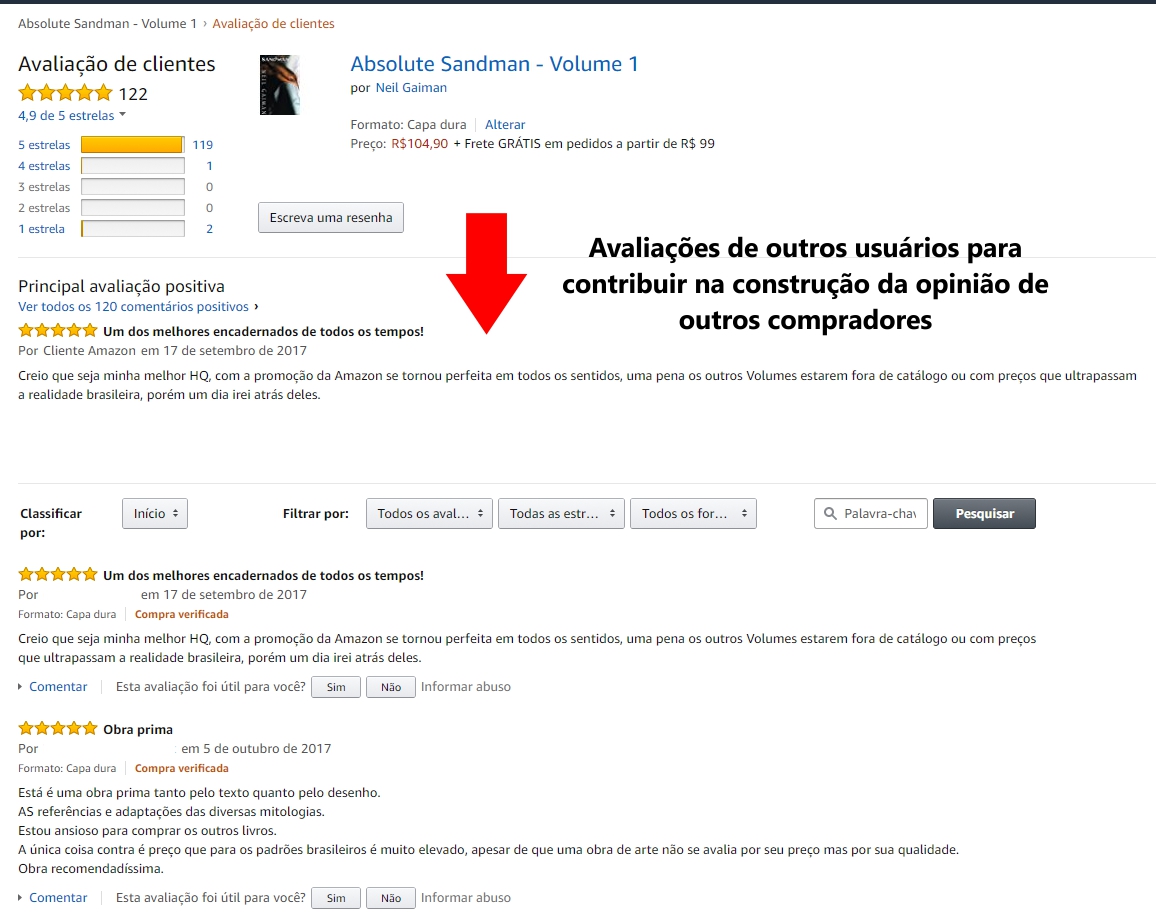 Absolute Sandman - Volume 1 › Avaliação de clientes
Avaliação de clientes
122
4,9 de 5 estrelas
5 estrelas 119
4 estrelas 1
3 estrelas 0
2 estrelas 0
1 estrela 2
SANDMAN
NEIL GAIMAN
Absolute Sandman - Volume 1
por Neil Gaiman
Formato: Capa dura Alterar
Preço: R$104,90 + Frete GRÁTIS em pedidos a partir de R$ 99
Escreva uma resenha
Avaliações de outros usuários para
contribuir na construção da opinião de
outros compradores
Principal avaliação positiva
Ver todos os 120 comentários positivos ›
Um dos melhores encadernados de todos os tempos!
Por Cliente Amazon em 17 de setembro de 2017
Creio que seja minha melhor HQ, com a promoção da Amazon se tornou perfeita em todos os sentidos, uma pena os outros Volumes estarem fora de catálogo ou com preços que ultrapassam
a realidade brasileira, porém um dia irei atrás deles.
Classificar
por:
Início
Filtrar por:
Todos os aval...
Todas as estr...
Todos os for...
Palavra-chav
Pesquisar
Um dos melhores encadernados de todos os tempos!
Por em 17 de setembro de 2017
Formato: Capa dura Compra verificada
Creio que seja minha melhor HQ, com a promoção da Amazon se tornou perfeita em todos os sentidos, uma pena os outros Volumes estarem fora de catálogo ou com preços
que ultrapassam a realidade brasileira, porém um dia irei atrás deles.
Comentar Esta avaliação foi útil para você? Sim Não Informar abuso
Obra prima
Por em 5 de outubro de 2017
Formato: Capa dura Compra verificada
Está é uma obra prima tanto pelo texto quanto pelo desenho.
AS referências e adaptações das diversas mitologias.
Estou ansioso para comprar os outros livros.
A única coisa contra é preço que para os padrões brasileiros é muito elevado, apesar de que uma obra de arte não se avalia por seu preço mas por sua qualidade.
Obra recomendadíssima.
Comentar Esta avaliação foi útil para você? Sim Não Informar abuso